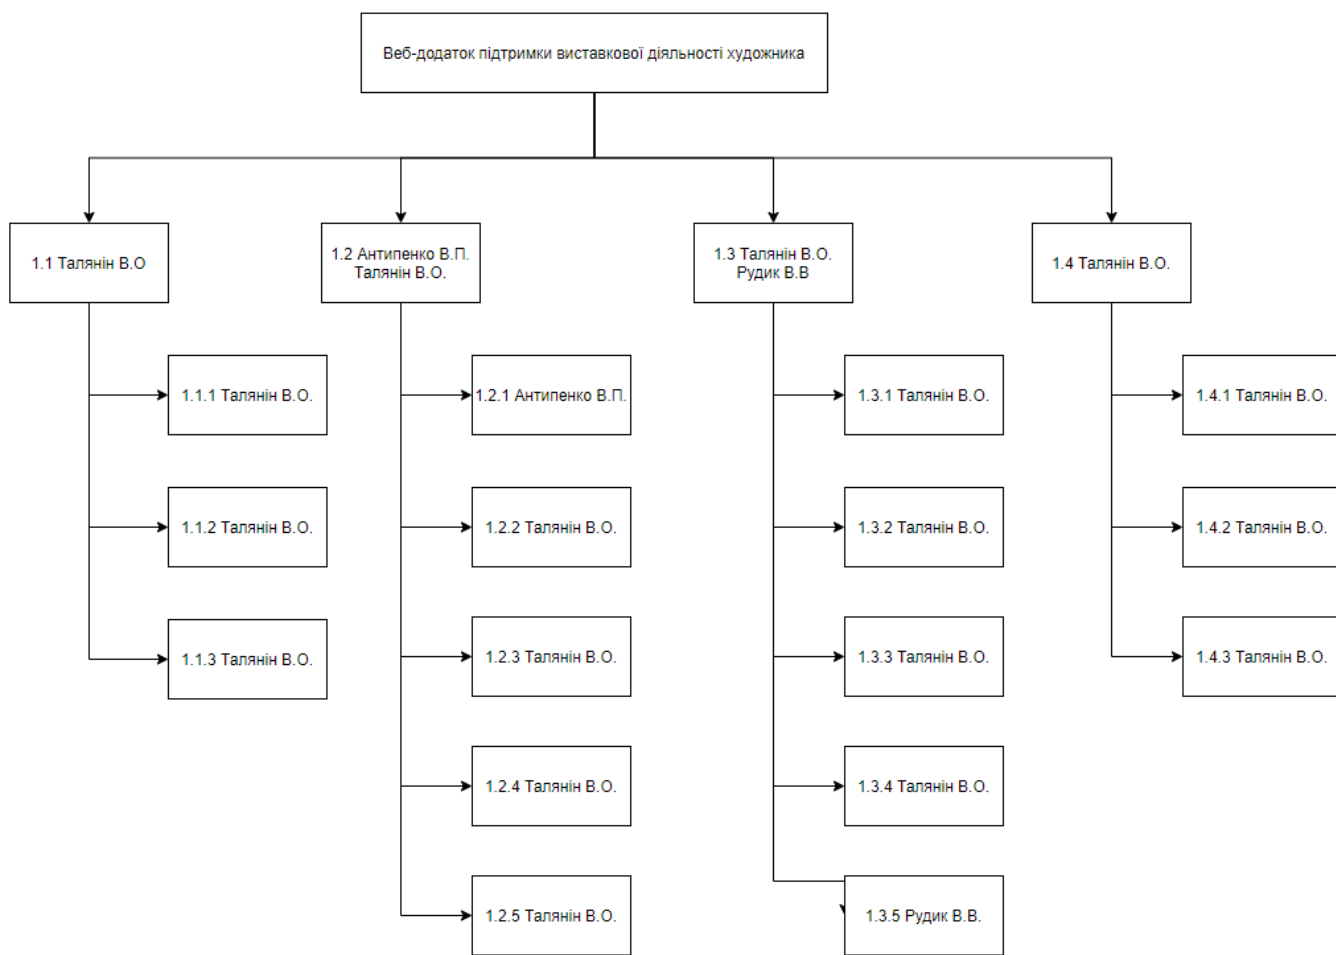 Веб-додаток підтримки виставкової діяльності художника
1.1 Талянін В.О
1.2 Антипенко В.П.
Талянін В.О.
1.3 Талянін В.О.
Рудик В.В
1.4 Талянін В.О.
1.1.1 Талянін В.О.
1.2.1 Антипенко В.П.
1.3.1 Талянін В.О.
1.4.1 Талянін В.О.
1.1.2 Талянін В.О.
1.2.2 Талянін В.О.
1.3.2 Талянін В.О.
1.4.2 Талянін В.О.
1.1.3 Талянін В.О.
1.2.3 Талянін В.О.
1.3.3 Талянін В.О.
1.4.3 Талянін В.О.
1.2.4 Талянін В.О.
1.3.4 Талянін В.О.
1.2.5 Талянін В.О.
1.3.5 Рудик В.В.